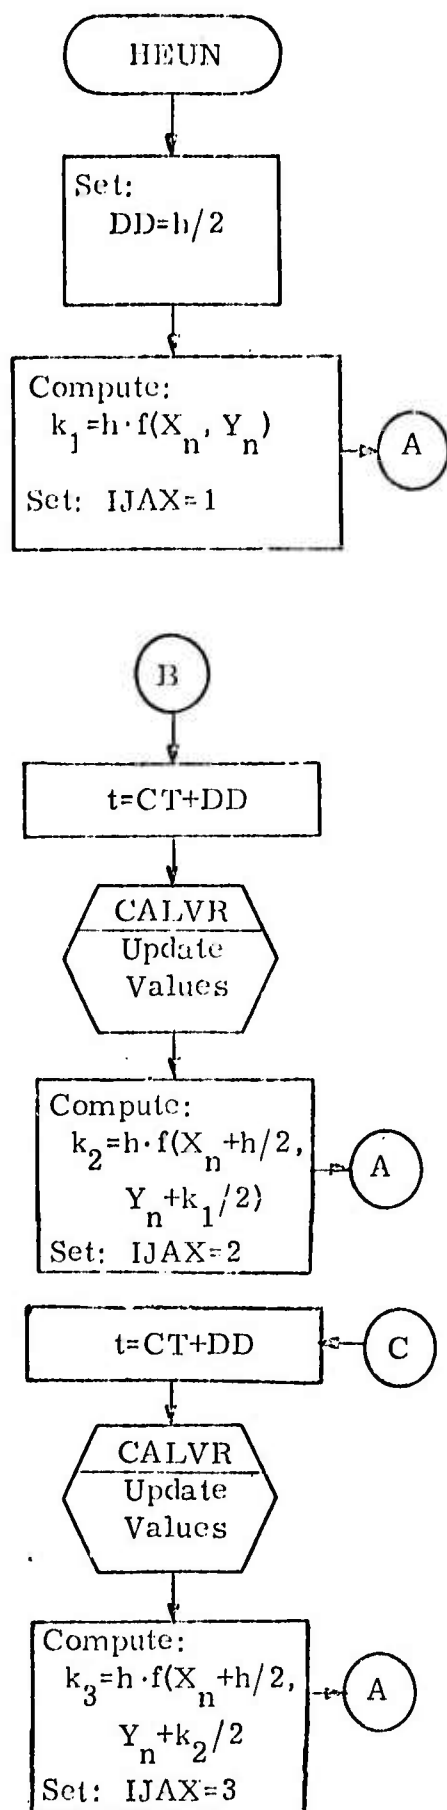 HEUN
Set:
DD=h/2
Compute:
k₁=h·f(Xₙ, Yₙ)
A
Set: IJAX=1
B
t=CT+DD
CALVR
Update
Values
Compute:
k₂=h·f(Xₙ+h/2,
A
Yₙ+k₁/2)
Set: IJAX=2
t=CT+DD
C
CALVR
Update
Values
Compute:
k₃=h·f(Xₙ+h/2,
A
Yₙ+k₂/2
Set: IJAX=3